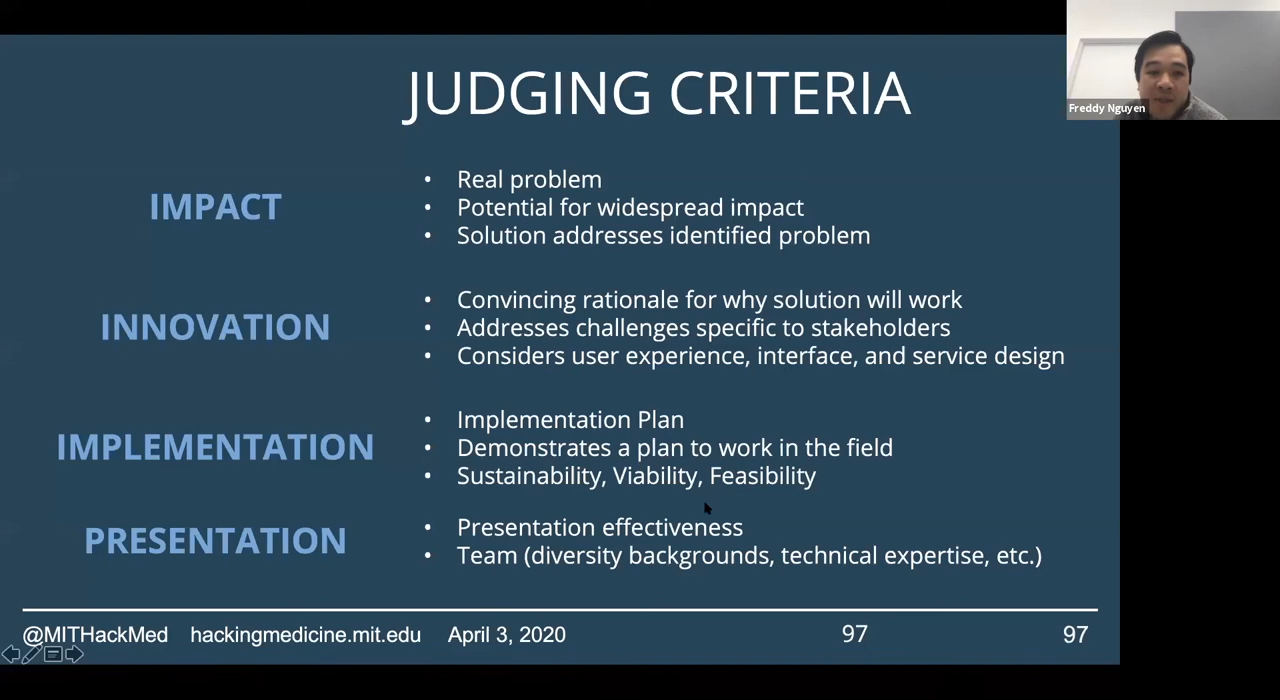 JUDGING CRITERIA
Freddy Nguyen
IMPACT
• Real problem
• Potential for widespread impact
• Solution addresses identified problem
INNOVATION
• Convincing rationale for why solution will work
• Addresses challenges specific to stakeholders
• Considers user experience, interface, and service design
IMPLEMENTATION
• Implementation Plan
• Demonstrates a plan to work in the field
• Sustainability, Viability, Feasibility
PRESENTATION
• Presentation effectiveness
• Team (diversity backgrounds, technical expertise, etc.)
@MITHackMed hackingmedicine.mit.edu April 3, 2020 97 97